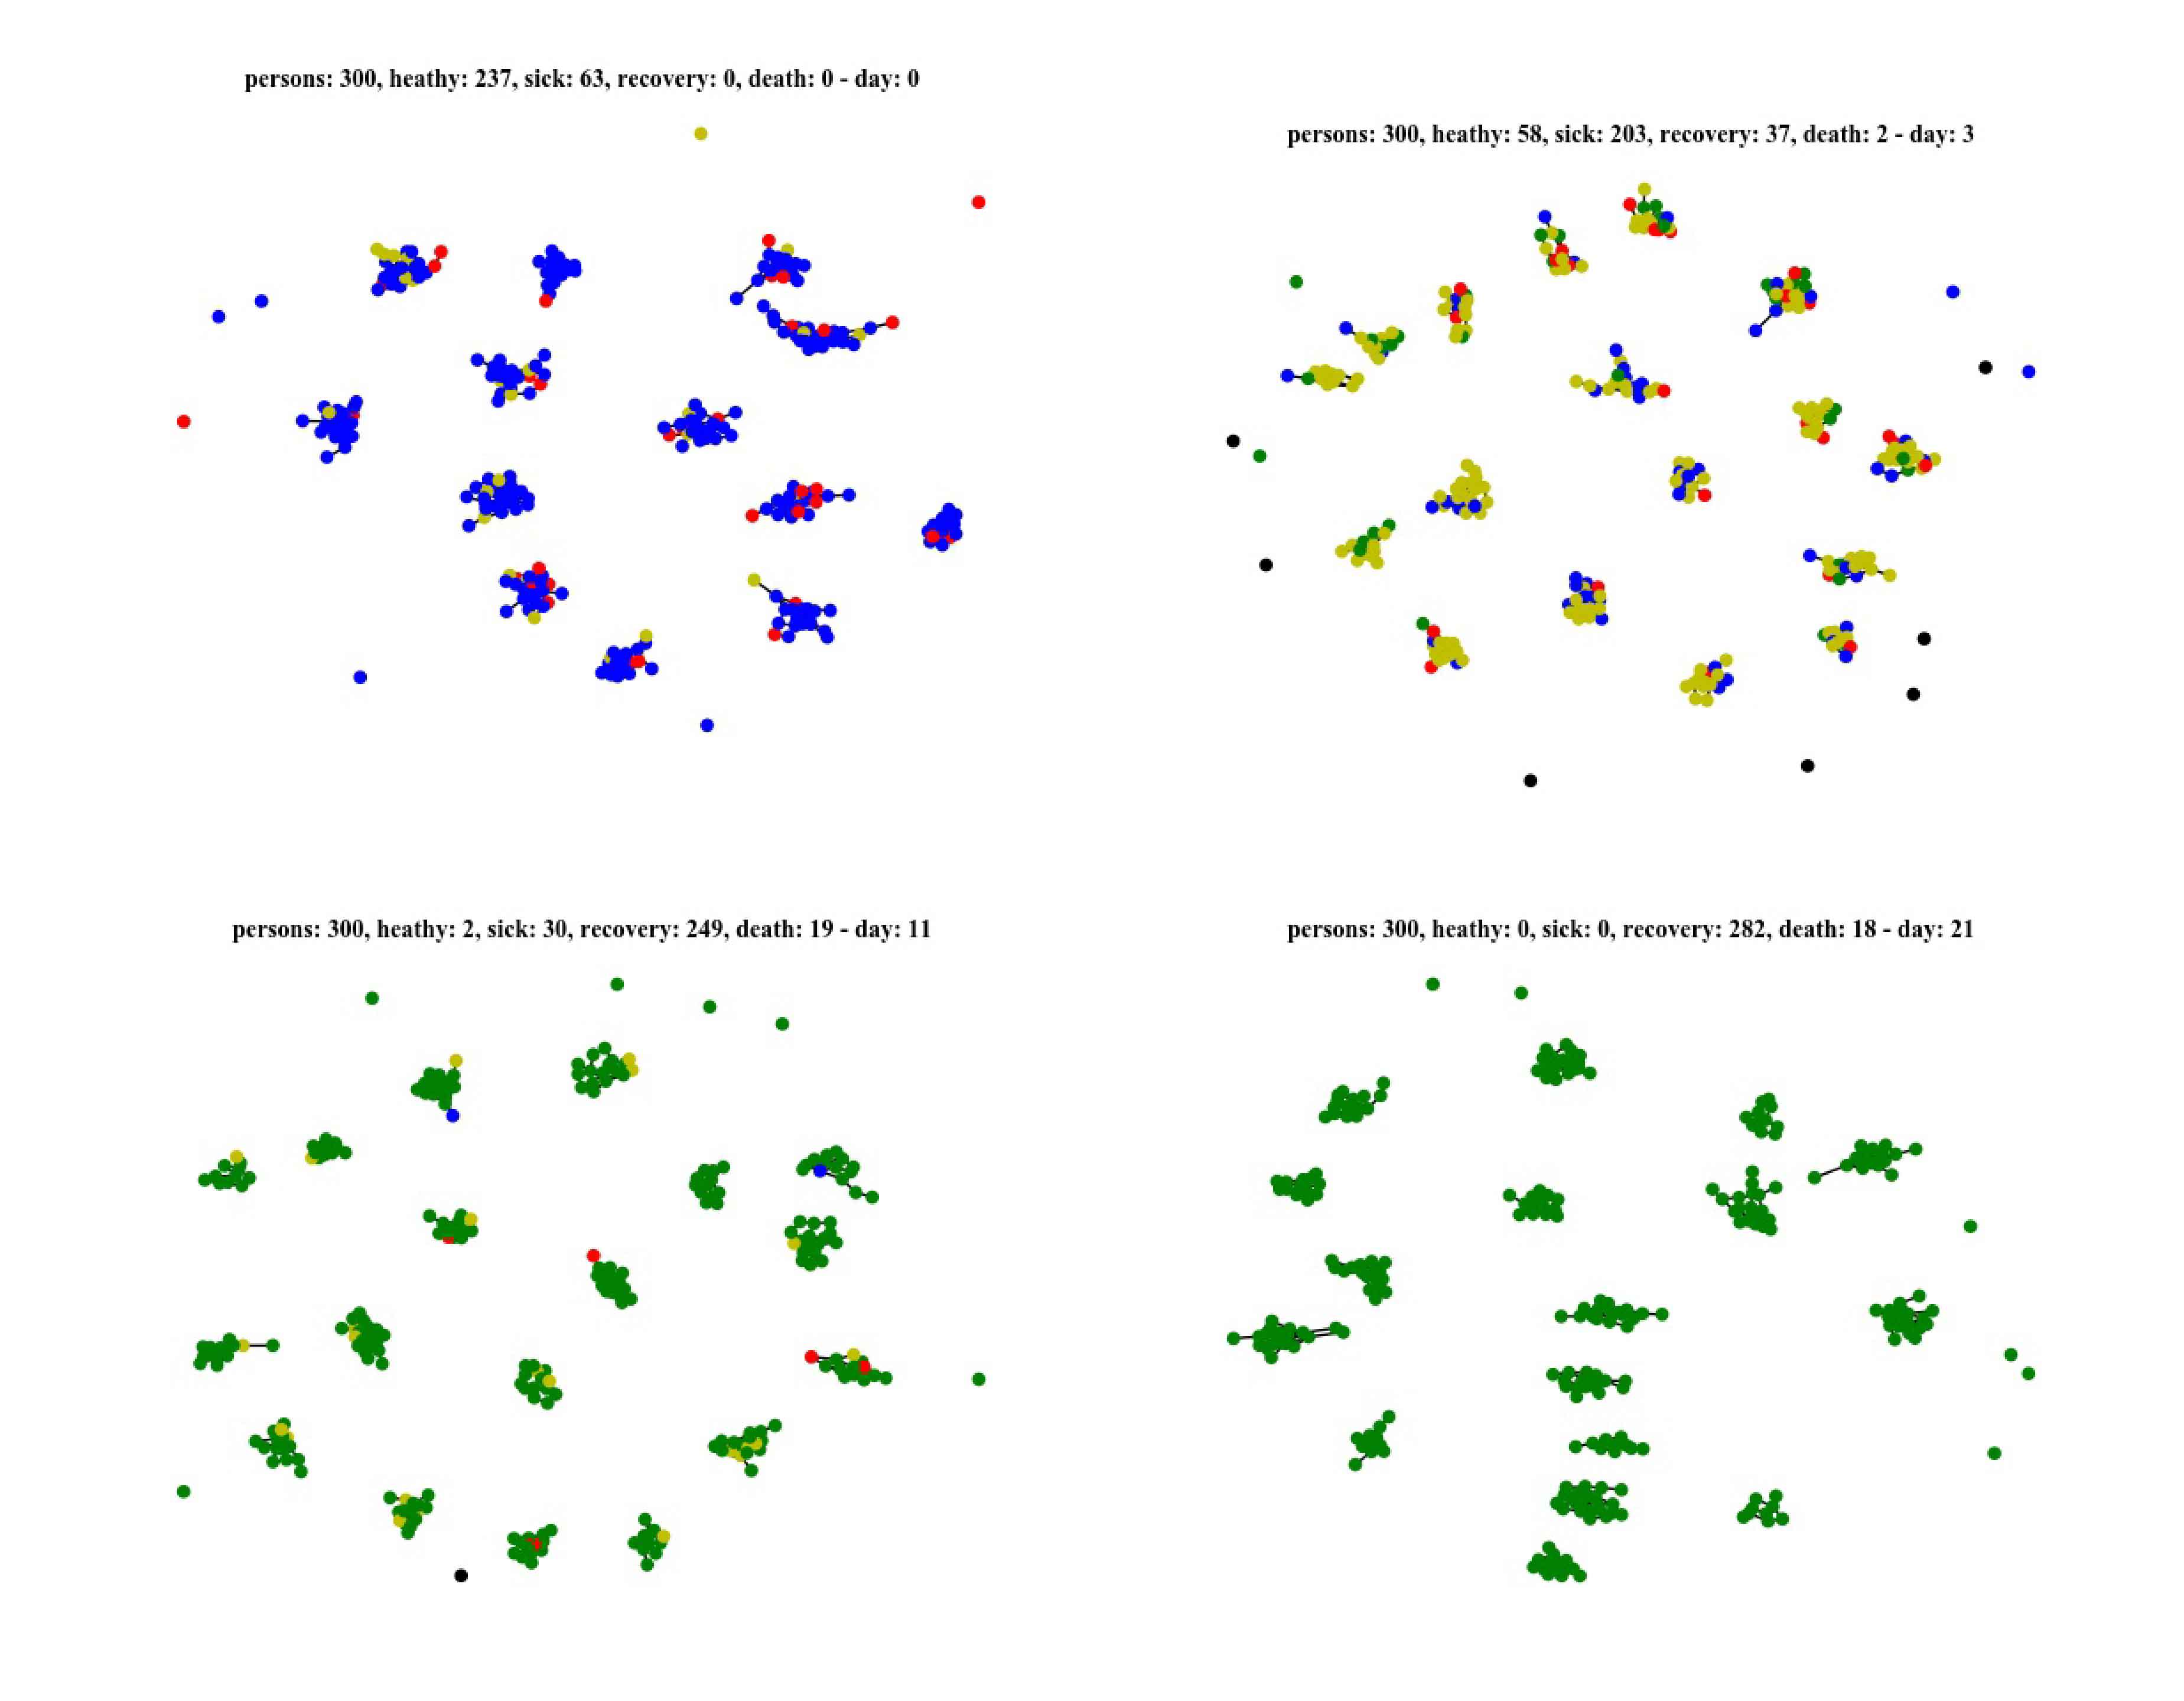 persons: 300, heathy: 237, sick: 63, recovery: 0, death: 0 - day: 0
persons: 300, heathy: 58, sick: 203, recovery: 37, death: 2 - day: 3
persons: 300, heathy: 2, sick: 30, recovery: 249, death: 19 - day: 11
persons: 300, heathy: 0, sick: 0, recovery: 282, death: 18 - day: 21